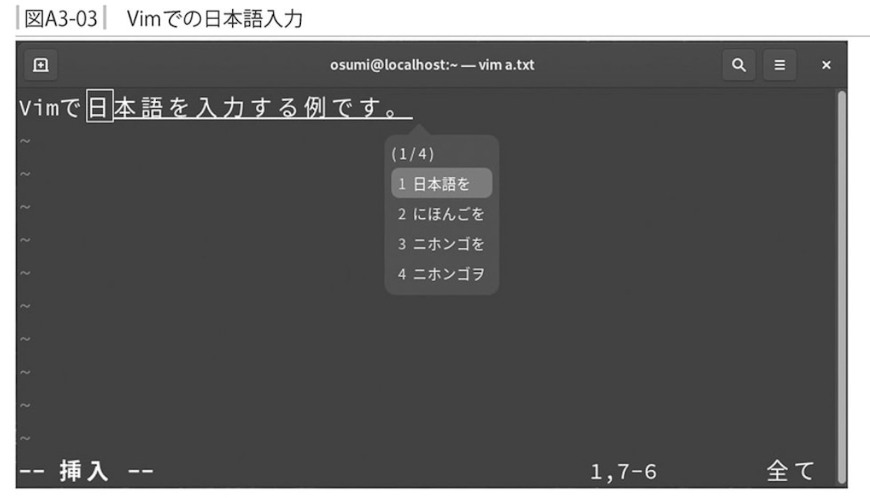 図A3-03 Vimでの日本語入力
osumi@localhost:~ — vim a.txt
Vimで日本語を入力する例です。
~
(1/4)
~
1 日本語を
~
2 にほんごを
~
3 ニホンゴを
~
4 ニホンゴヲ
~
~
~
~
~
-- 挿入 -- 1,7-6 全て